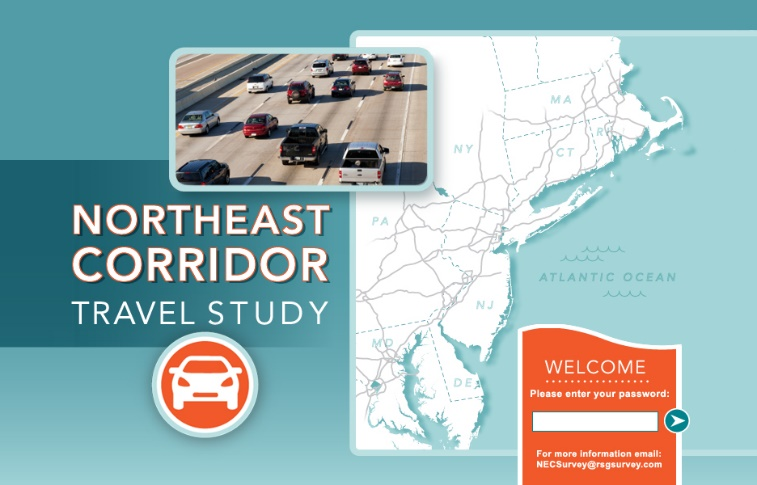 NORTHEAST
CORRIDOR
TRAVEL STUDY
MA
NY
CT
R
PA
ATLANTIC OCEAN
NJ
MD
DE
WELCOME
Please enter your password:
For more information email:
NECSurvey@rsgsurvey.com